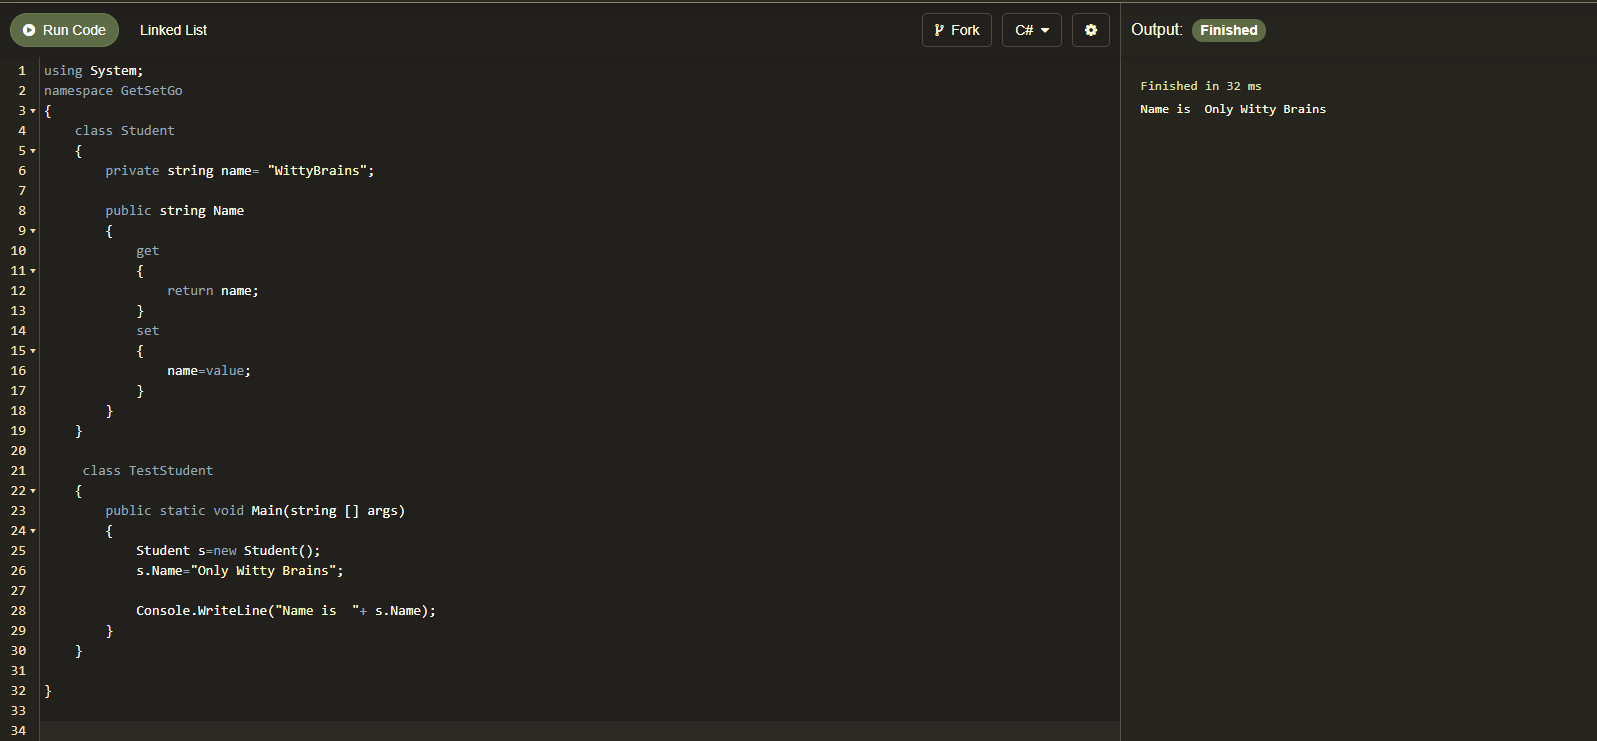 Run Code Linked List Fork C# Output: Finished
1 using System;
2 namespace GetSetGo
3 {
4     class Student
5     {
6         private string name= "WittyBrains";
7
8         public string Name
9         {
10             get
11             {
12                 return name;
13             }
14             set
15             {
16                 name=value;
17             }
18         }
19     }
20
21      class TestStudent
22     {
23         public static void Main(string [] args)
24         {
25             Student s=new Student();
26             s.Name="Only Witty Brains";
27
28             Console.WriteLine("Name is  "+ s.Name);
29         }
30     }
31
32 }
33
34
Finished in 32 ms
Name is  Only Witty Brains